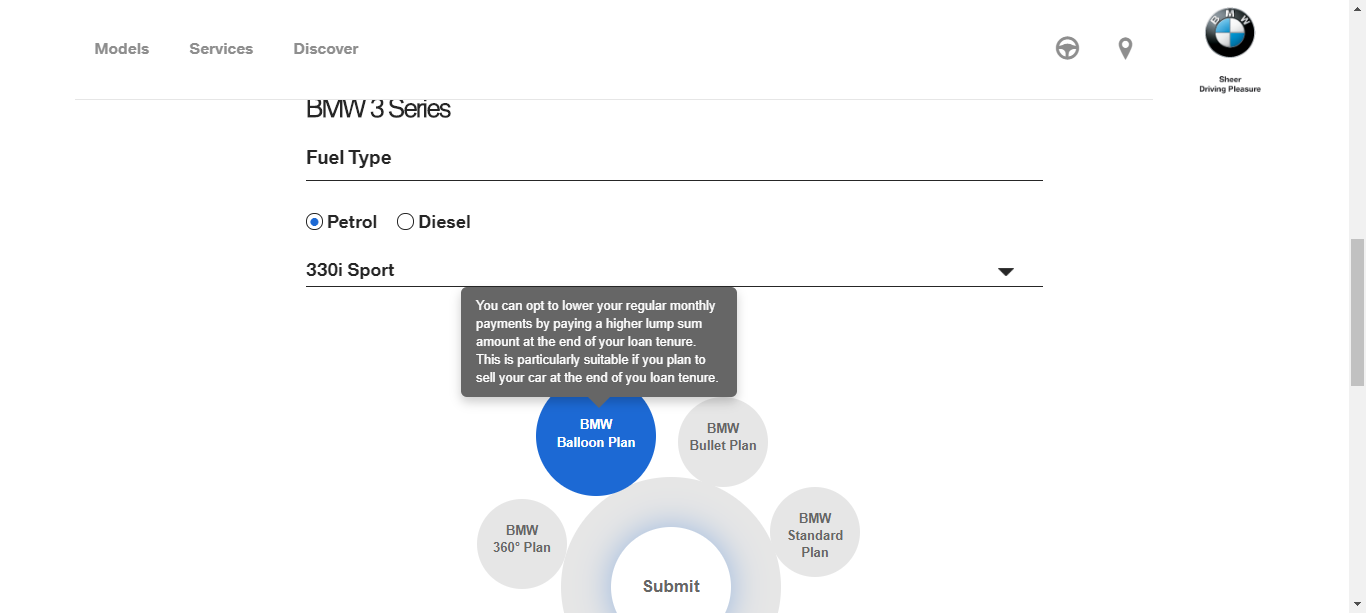 Models Services Discover
BMW
Sheer
Driving Pleasure
BMW 3 Series
Fuel Type
Petrol Diesel
330i Sport
You can opt to lower your regular monthly
payments by paying a higher lump sum
amount at the end of your loan tenure.
This is particularly suitable if you plan to
sell your car at the end of you loan tenure.
BMW
Balloon Plan
BMW
Bullet Plan
BMW
360° Plan
BMW
Standard
Plan
Submit